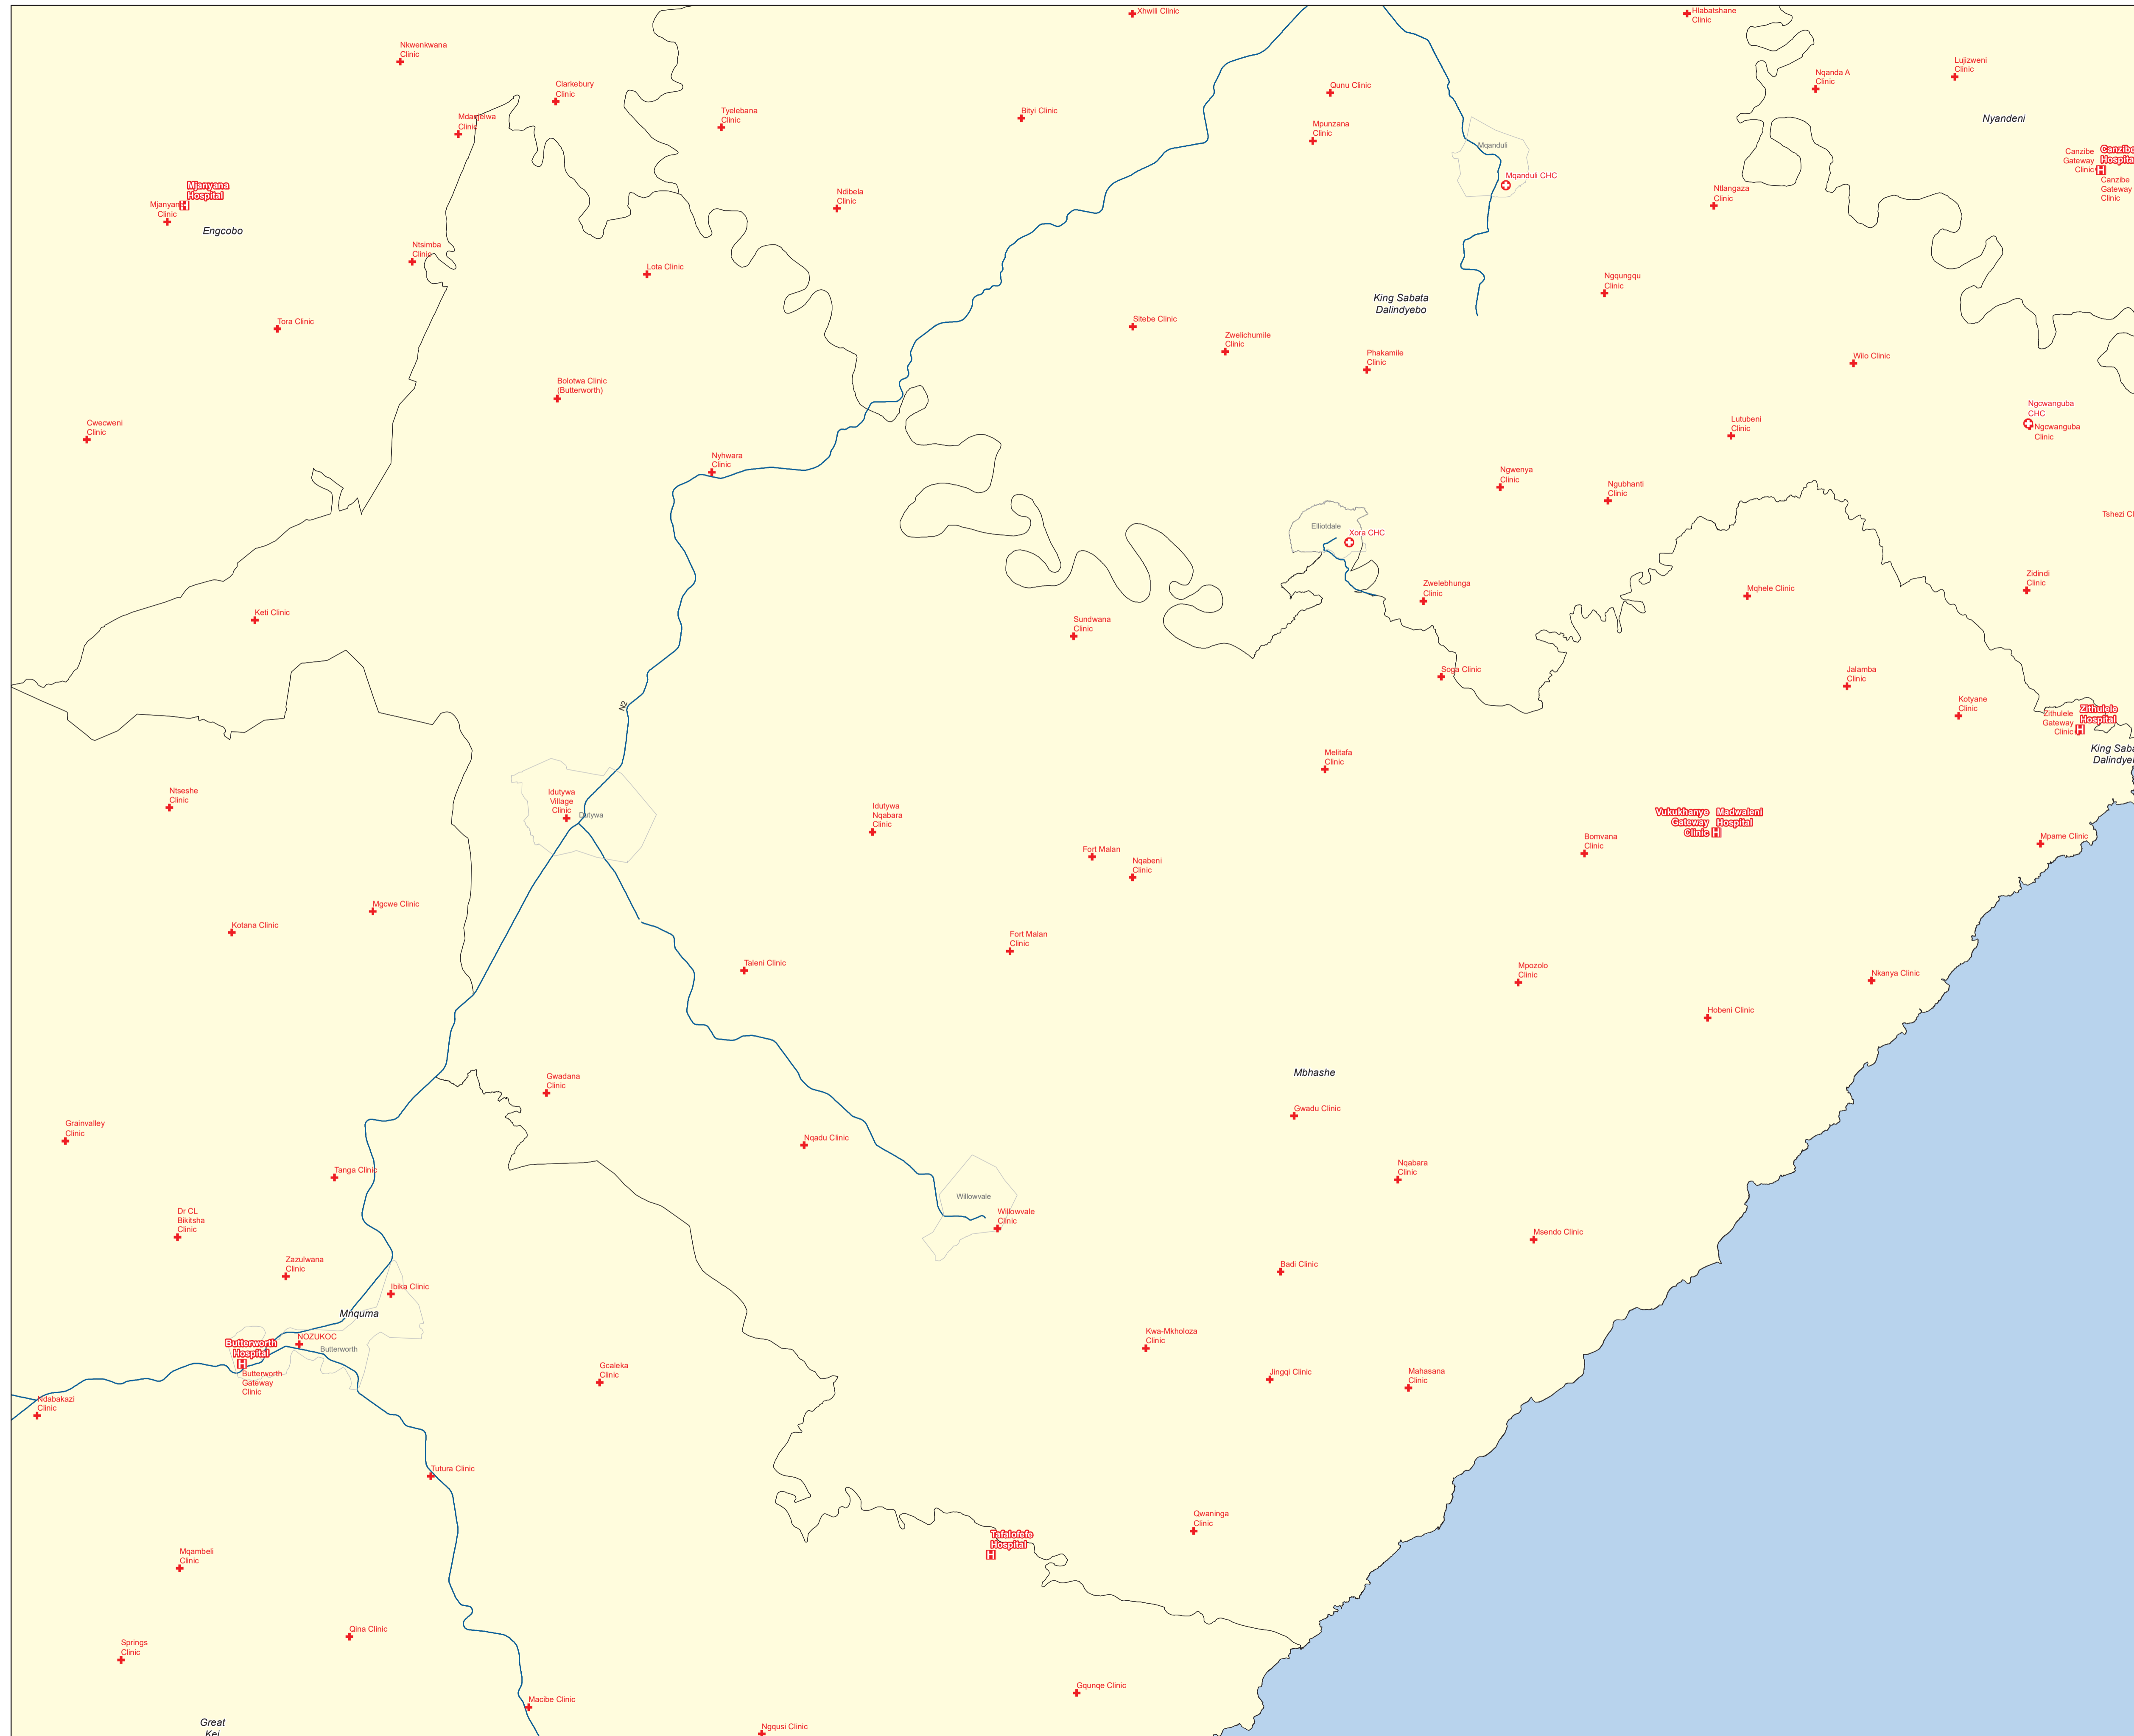 Xhwili Clinic
Hlabatshane
Clinic
Nkwenkwana
Clinic
Clarkebury
Clinic
Qunu Clinic
Nqanda A
Clinic
Lujizweni
Clinic
Mdanjelwa
Clinic
Tyelebana
Clinic
Bityi Clinic
Mpunzana
Clinic
Nyandeni
Mqanduli
Mqanduli CHC
Canzibe
Gateway
Clinic
Canzibe
Gateway
Clinic
Mjanyana
Hospital
Clinic
Engcobo
Ndibela
Clinic
Ntlangaza
Clinic
Ntsimba
Clinic
Lota Clinic
Ngqungqu
Clinic
King Sabata
Dalindyebo
Tora Clinic
Sitebe Clinic
Zwelichumile
Clinic
Phakamile
Clinic
Wilo Clinic
Bolotwa Clinic
(Butterworth)
Cwecweni
Clinic
Lutubeni
Clinic
Ngcwanguba
CHC
Ngcwanguba
Clinic
Nyhwara
Clinic
Ngwenya
Clinic
Ngubhanti
Clinic
Tshezi
Elliotdale
Xora CHC
Zwelebhunga
Clinic
Mqhele Clinic
Zidindi
Clinic
Keti Clinic
Sundwana
Clinic
Soga Clinic
Jalamba
Clinic
Kotyane
Clinic
N2
Zithulele
Gateway
Clinic
Zithulele
Hospital
King
Melitafa
Clinic
Ntseshe
Clinic
Idutywa
Village
Clinic
Dutywa
Idutywa
Nqabara
Clinic
Vukukhanye
Gateway
Clinic
Madwaleni
Hospital
Bomvana
Clinic
Mpame Clinic
Fort Malan
Nqabeni
Clinic
Mgcwe Clinic
Kotana Clinic
Fort Malan
Clinic
Taleni Clinic
Mpozolo
Clinic
Nkanya Clinic
Hobeni Clinic
Mbhashe
Gwadana
Clinic
Gwadu Clinic
Grainvalley
Clinic
Nqadu Clinic
Tanga Clinic
Nqabara
Clinic
Willowvale
Willowvale
Clinic
Dr CL
Bikitsha
Clinic
Msendo Clinic
Zazulwana
Clinic
Badi Clinic
Ibika Clinic
Mnquma
NOZUKOC
Butterworth
Butterworth
Hospital
Butterworth
Gateway
Clinic
Kwa-Mkholoza
Clinic
Gcaleka
Clinic
Jingqi Clinic
Mahasana
Clinic
Ndabakazi
Clinic
Tutura Clinic
Qwaninga
Clinic
Tafalofefe
Hospital
Mqambeli
Clinic
Qina Clinic
Springs
Clinic
Gqunqe Clinic
Macibe Clinic
Great
Kei
Ngqusi Clinic